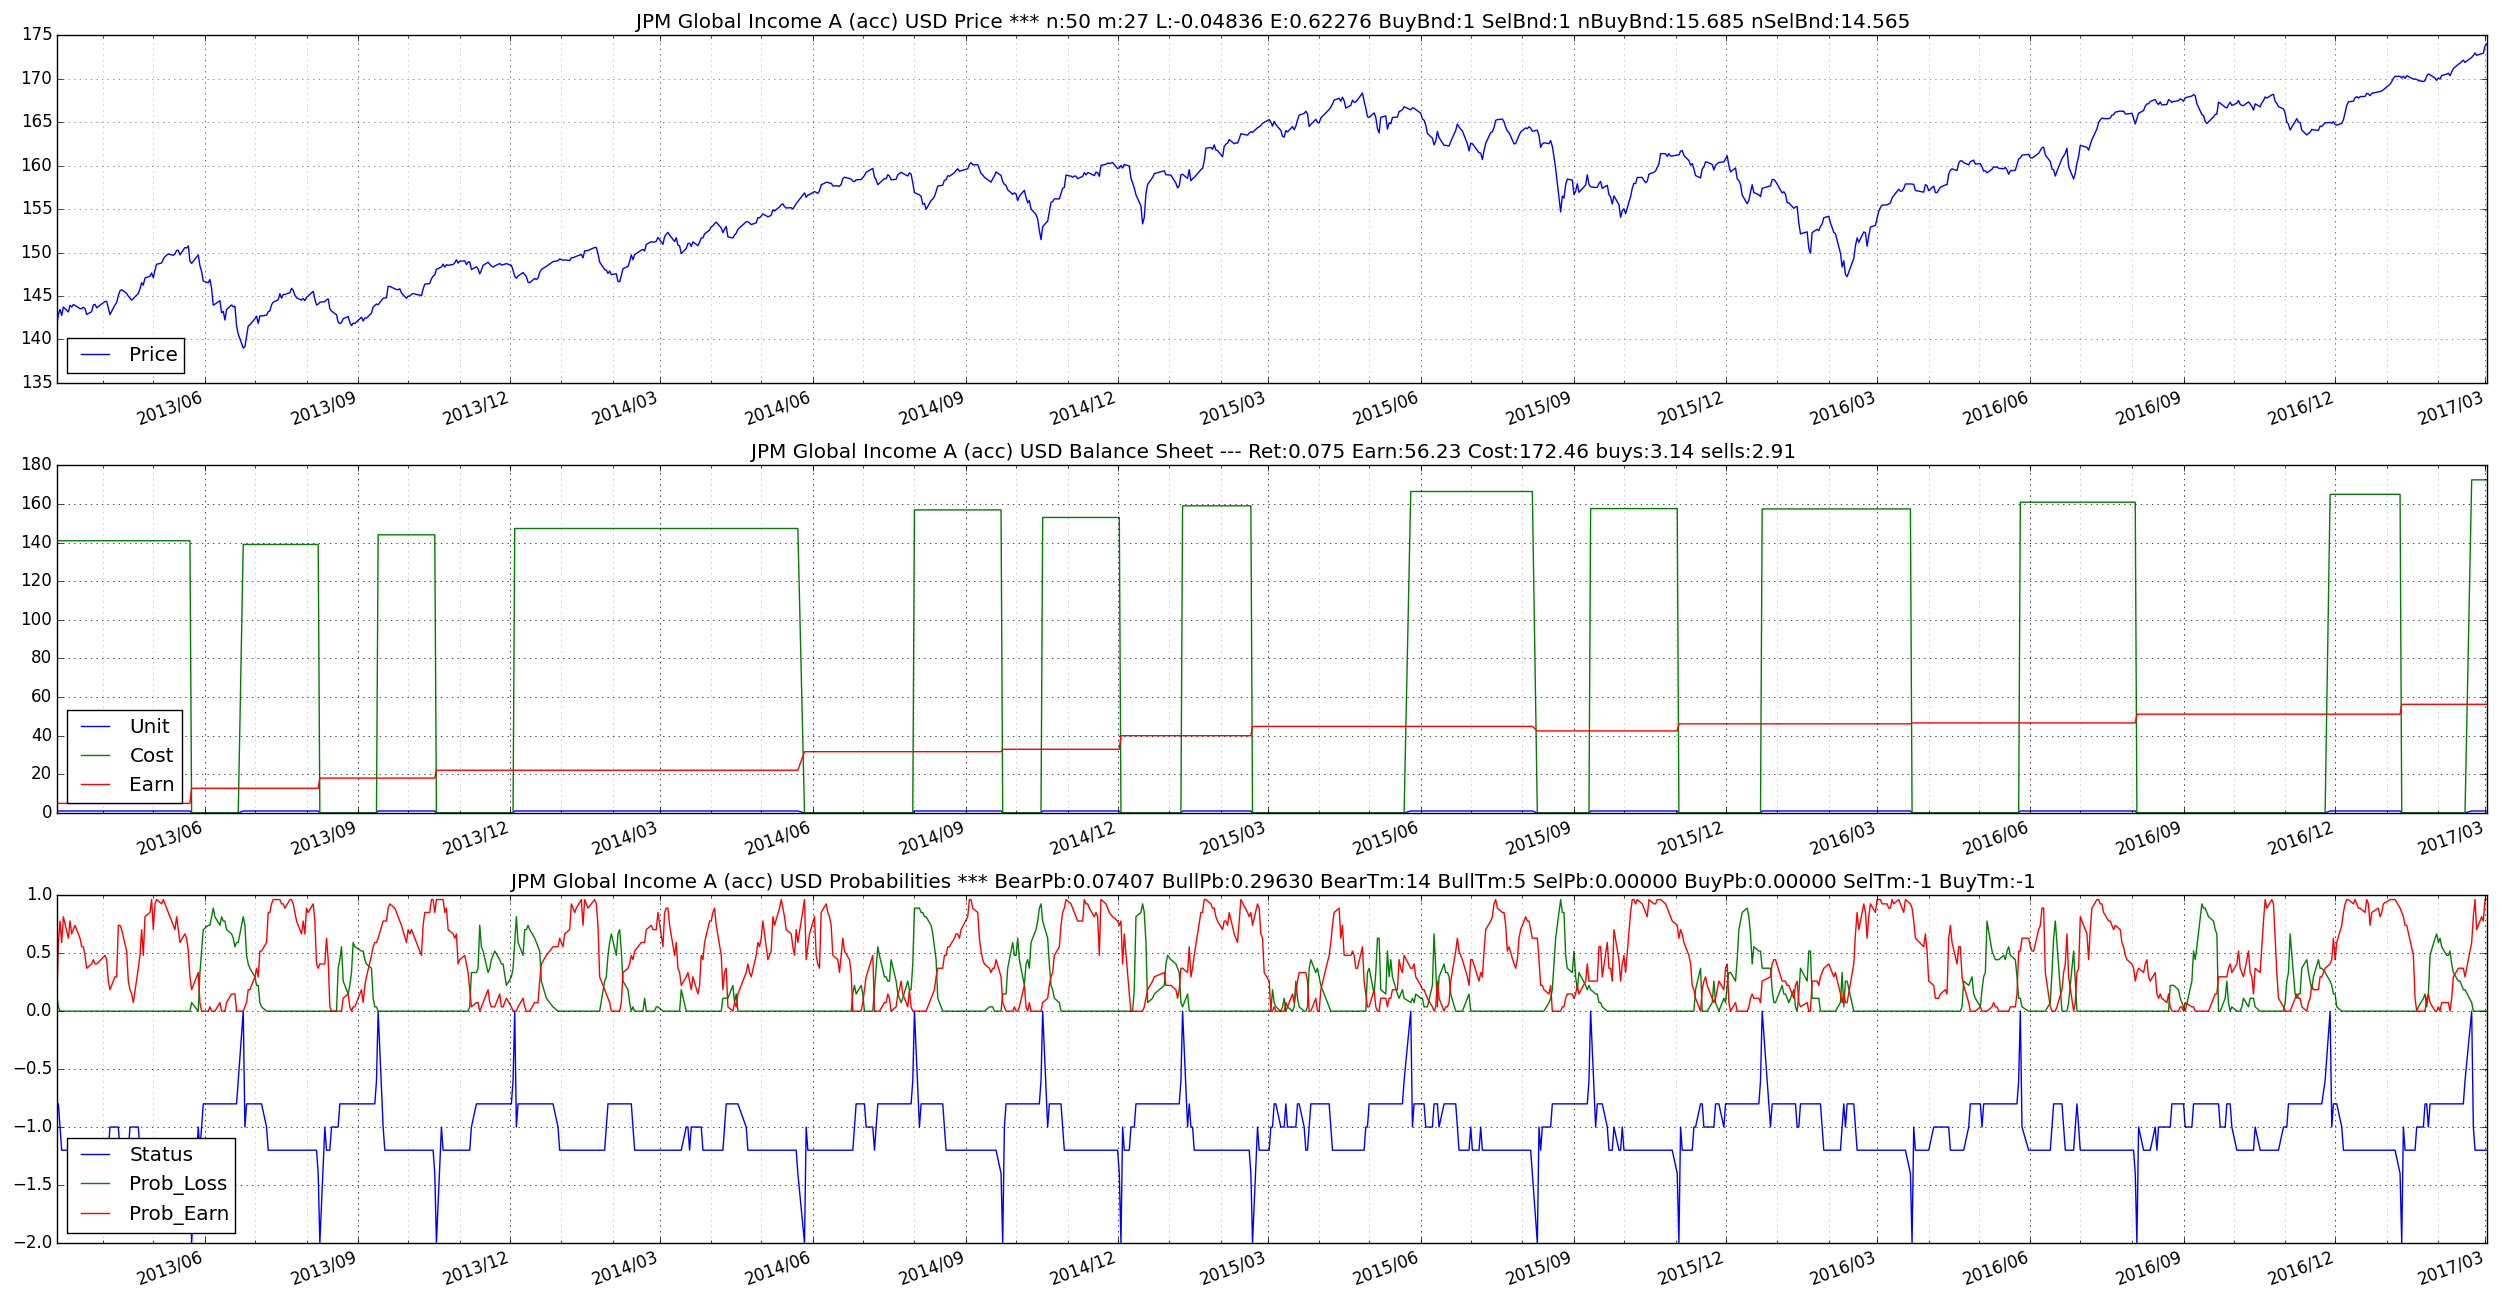 JPM Global Income A (acc) USD Price *** n:50 m:27 L:-0.04836 E:0.62276 BuyBnd:1 SelBnd:1 nBuyBnd:15.685 nSelBnd:14.565
175
170
165
160
155
150
145
140
135
Price
2013/06 2013/09 2013/12 2014/03 2014/06 2014/09 2014/12 2015/03 2015/06 2015/09 2015/12 2016/03 2016/06 2016/09 2016/12 2017/03
JPM Global Income A (acc) USD Balance Sheet --- Ret:0.075 Earn:56.23 Cost:172.46 buys:3.14 sells:2.91
180
160
140
120
100
80
60
40
20
0
Unit
Cost
Earn
2013/06 2013/09 2013/12 2014/03 2014/06 2014/09 2014/12 2015/03 2015/06 2015/09 2015/12 2016/03 2016/06 2016/09 2016/12 2017/03
JPM Global Income A (acc) USD Probabilities *** BearPb:0.07407 BullPb:0.29630 BearTm:14 BullTm:5 SelPb:0.00000 BuyPb:0.00000 SelTm:-1 BuyTm:-1
1.0
0.5
0.0
−0.5
−1.0
−1.5
−2.0
Status
Prob_Loss
Prob_Earn
2013/06 2013/09 2013/12 2014/03 2014/06 2014/09 2014/12 2015/03 2015/06 2015/09 2015/12 2016/03 2016/06 2016/09 2016/12 2017/03